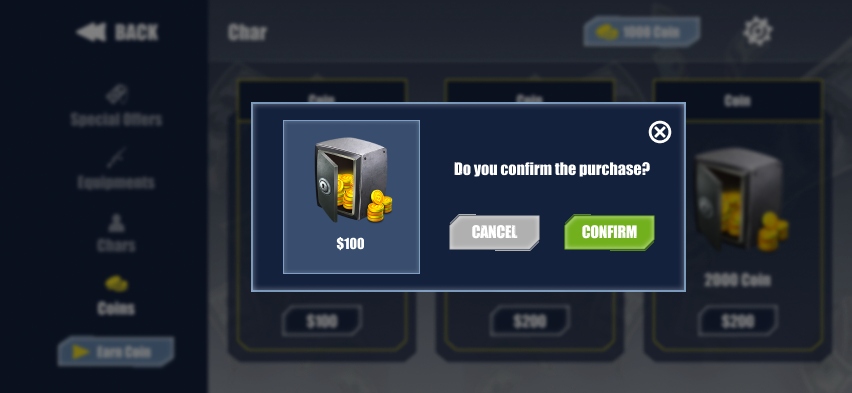 BACK
Char
1000 Coin
Special Offers
Equipments
Chars
Coins
Earn Coin
Coin
Coin
Coin
Do you confirm the purchase?
$100
CANCEL
CONFIRM
2000 Coin
$100
$200
$200